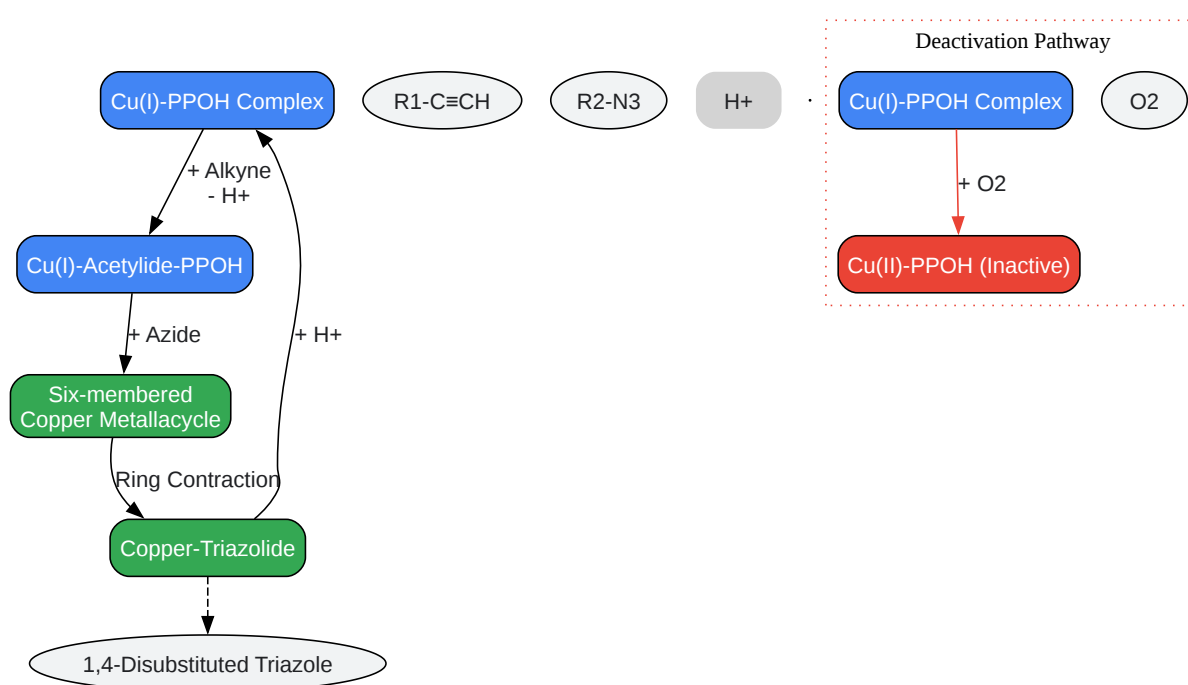 Deactivation Pathway
Cu(I)-PPOH Complex
R1-C≡CH
R2-N3
H+
Cu(I)-PPOH Complex
O2
+ Alkyne
- H+
+ O2
Cu(I)-Acetylide-PPOH
Cu(II)-PPOH (Inactive)
+ Azide
+ H+
Six-membered
Copper Metallacycle
Ring Contraction
Copper-Triazolide
1,4-Disubstituted Triazole